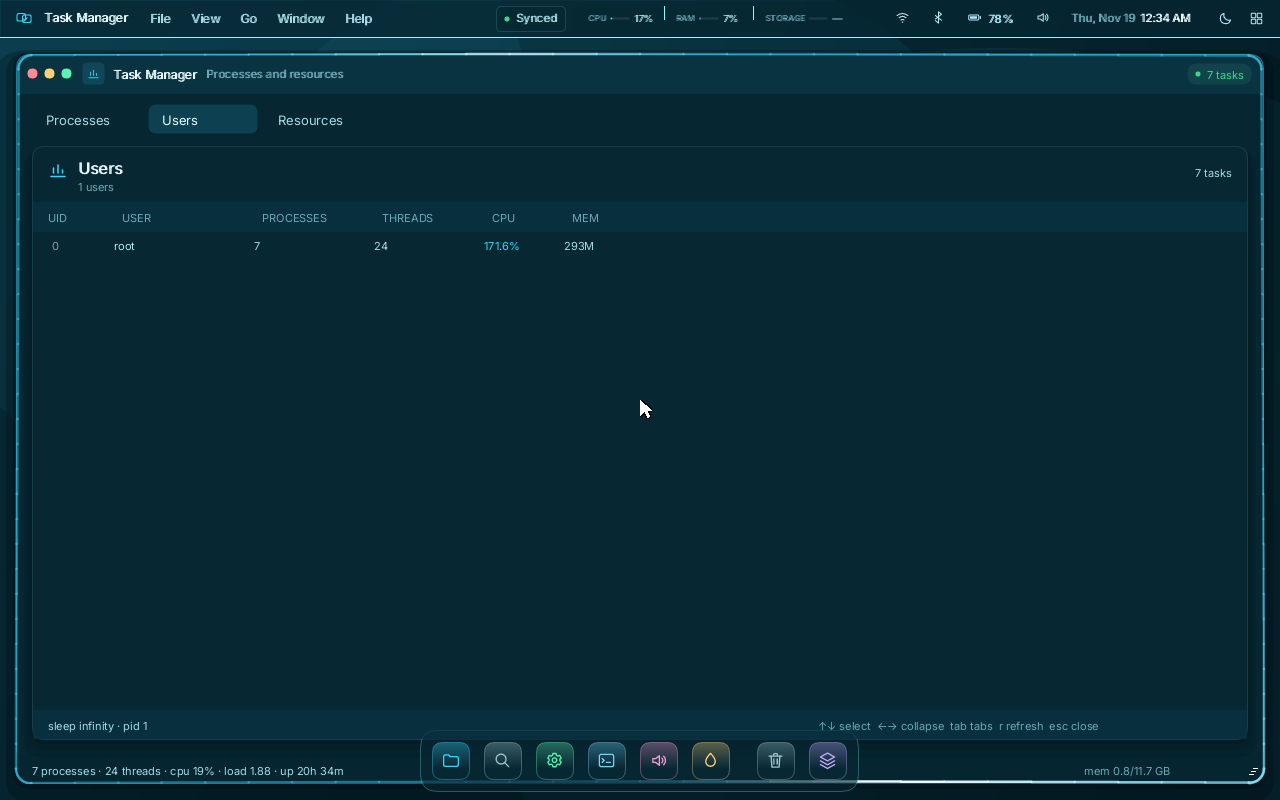 Task Manager File View Go Window Help Synced CPU 17% RAM 7% STORAGE — 78% Thu, Nov 19 12:34 AM
Task Manager Processes and resources 7 tasks
Processes Users Resources
Users 7 tasks
1 users
UID USER PROCESSES THREADS CPU MEM
0 root 7 24 171.6% 293M
sleep infinity · pid 1 ↑↓ select ←→ collapse tab tabs r refresh esc close
7 processes · 24 threads · cpu 19% · load 1.88 · up 20h 34m mem 0.8/11.7 GB